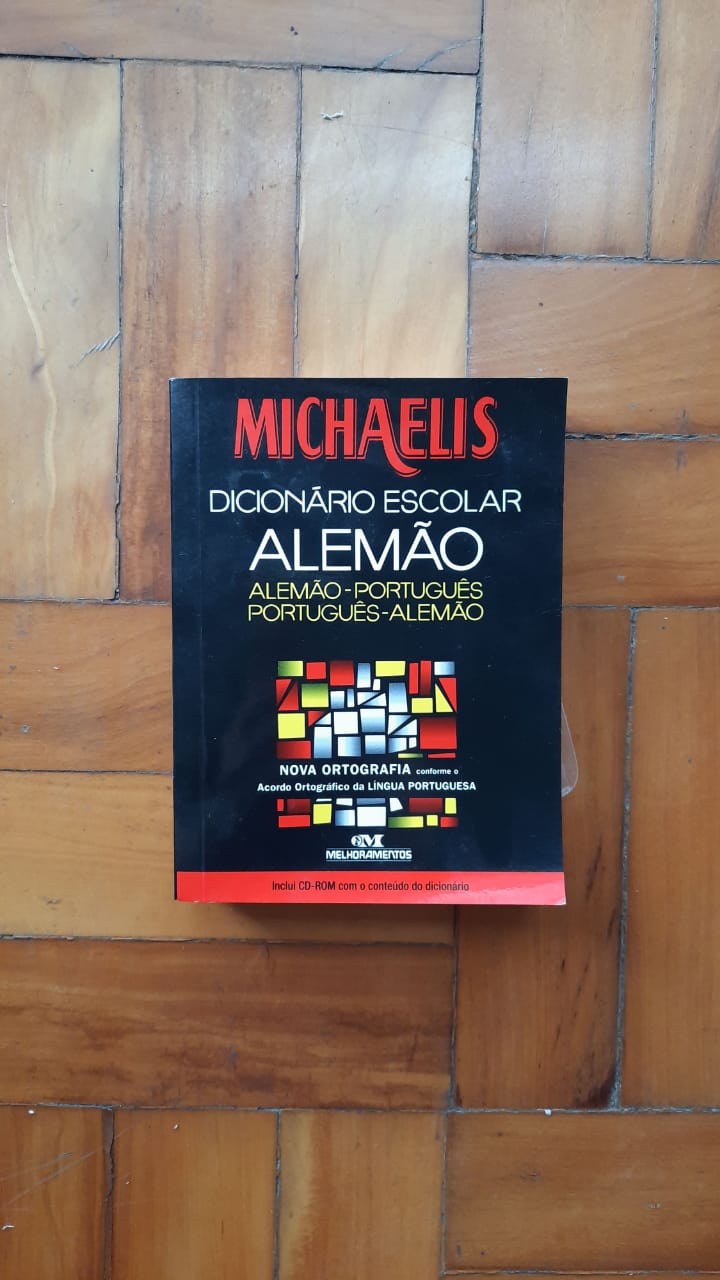 MICHAELIS
DICIONÁRIO ESCOLAR
ALEMÃO
ALEMÃO-PORTUGUÊS
PORTUGUÊS-ALEMÃO
NOVA ORTOGRAFIA conforme o
Acordo Ortográfico da LÍNGUA PORTUGUESA
M
MELHORAMENTOS
Inclui CD-ROM com o conteúdo do dicionário